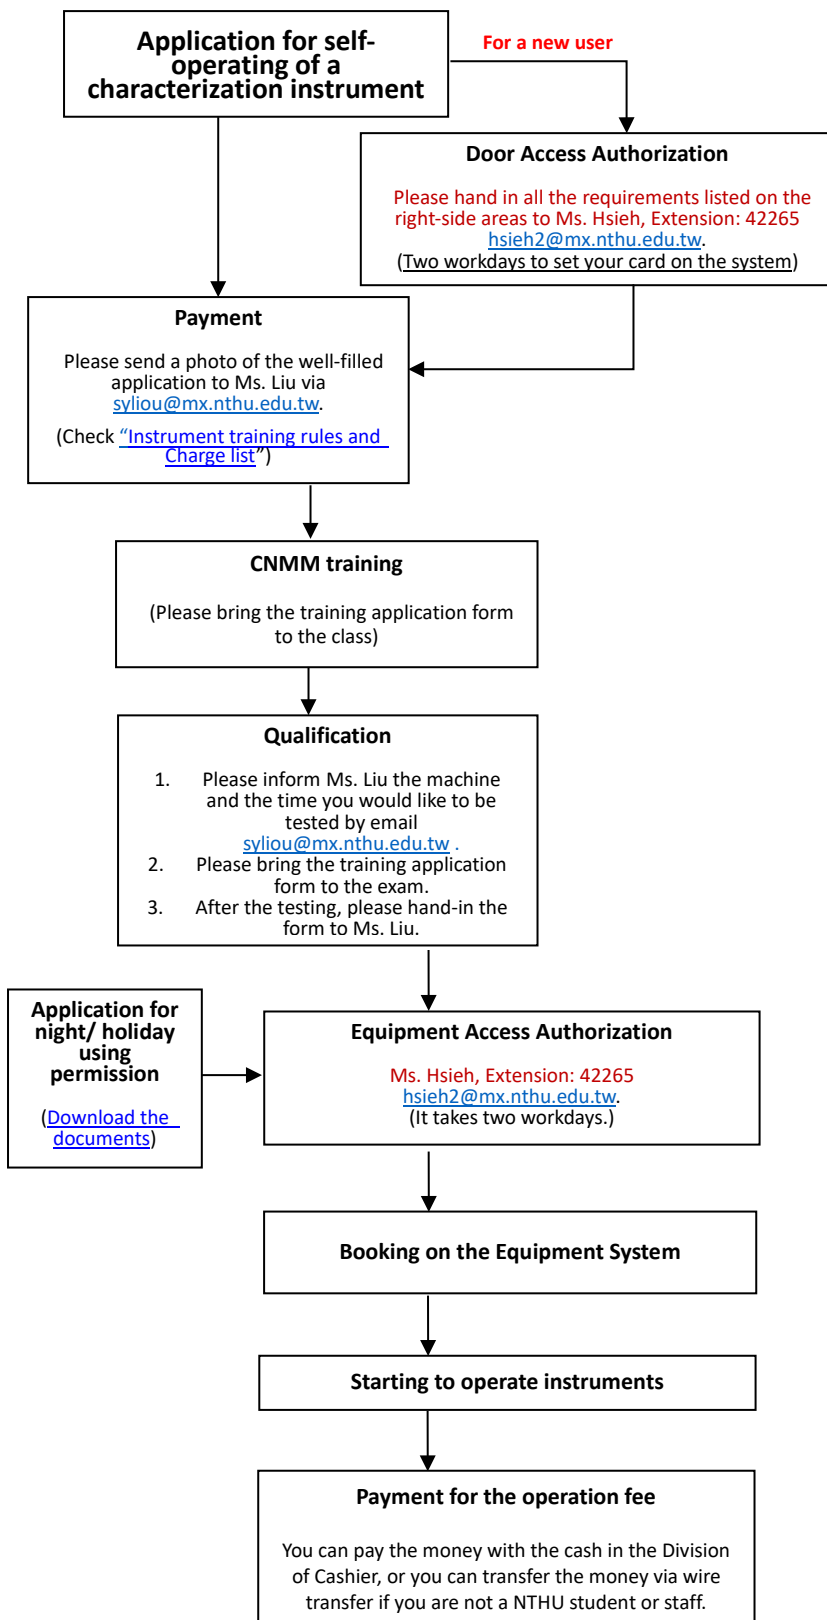 Application for self-
operating of a
characterization instrument
For a new user
Door Access Authorization
Please hand in all the requirements listed on the
right-side areas to Ms. Hsieh, Extension: 42265
hsieh2@mx.nthu.edu.tw.
(Two workdays to set your card on the system)
Payment
Please send a photo of the well-filled
application to Ms. Liu via
syliou@mx.nthu.edu.tw.
(Check “Instrument training rules and
Charge list”)
CNMM training
(Please bring the training application form
to the class)
Qualification
1. Please inform Ms. Liu the machine
and the time you would like to be
tested by email
syliou@mx.nthu.edu.tw .
2. Please bring the training application
form to the exam.
3. After the testing, please hand-in the
form to Ms. Liu.
Application for
night/ holiday
using
permission
(Download the
documents)
Equipment Access Authorization
Ms. Hsieh, Extension: 42265
hsieh2@mx.nthu.edu.tw.
(It takes two workdays.)
Booking on the Equipment System
Starting to operate instruments
Payment for the operation fee
You can pay the money with the cash in the Division
of Cashier, or you can transfer the money via wire
transfer if you are not a NTHU student or staff.